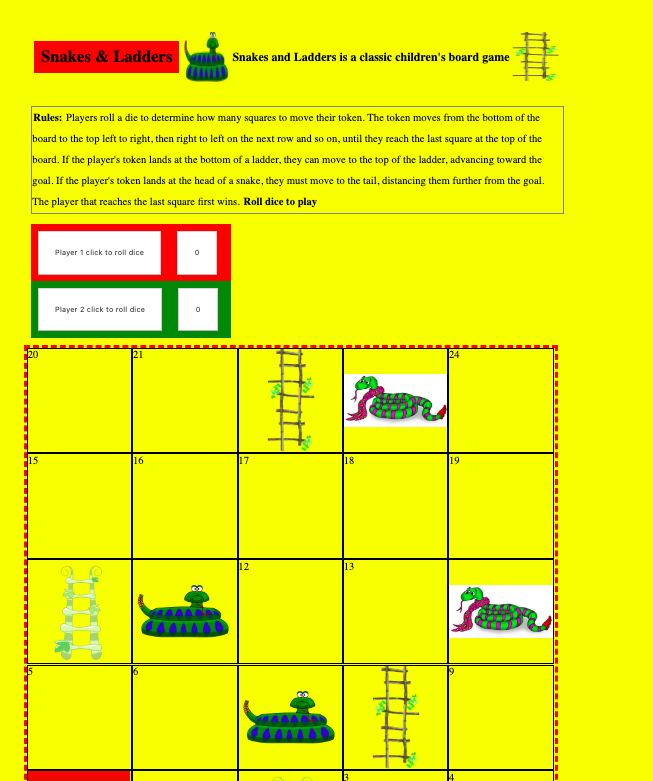 Snakes & Ladders
Snakes and Ladders is a classic children's board game
Rules: Players roll a die to determine how many squares to move their token. The token moves from the bottom of the
board to the top left to right, then right to left on the next row and so on, until they reach the last square at the top of the
board. If the player's token lands at the bottom of a ladder, they can move to the top of the ladder, advancing toward the
goal. If the player's token lands at the head of a snake, they must move to the tail, distancing them further from the goal.
The player that reaches the last square first wins. Roll dice to play
Player 1 click to roll dice 0
Player 2 click to roll dice 0
20 21 24
15 16 17 18 19
12 13
5 6 9
3 4